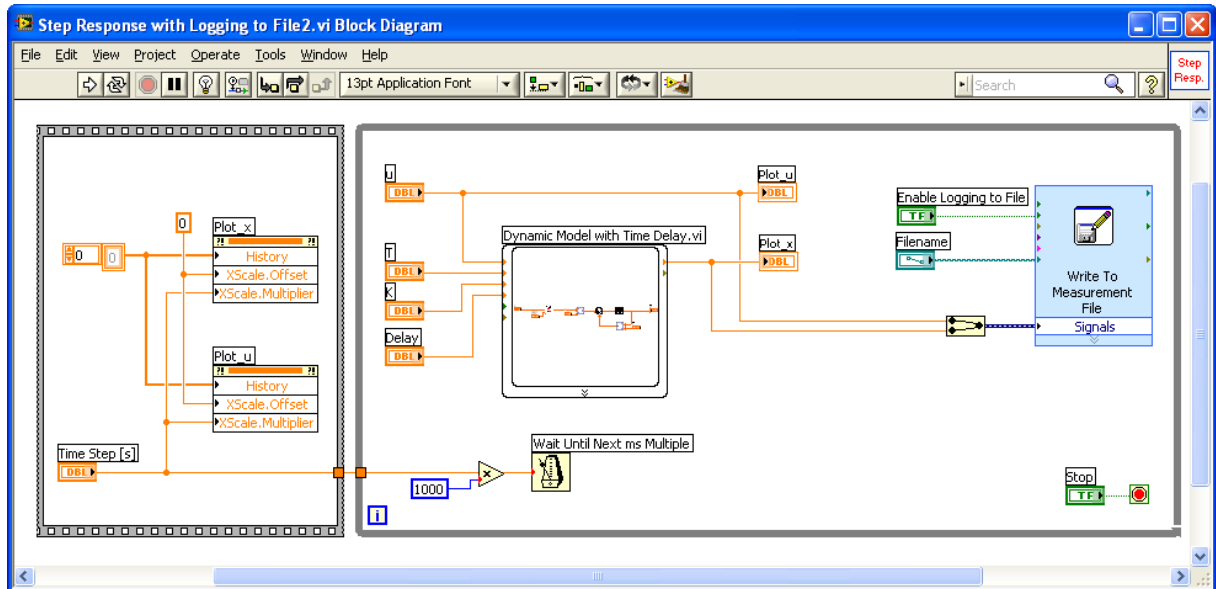 Step Response with Logging to File2.vi Block Diagram
File Edit View Project Operate Tools Window Help
Step
Resp.
13pt Application Font
Search
0
Plot_x
0 0
History
XScale.Offset
XScale.Multiplier
Plot_u
History
XScale.Offset
XScale.Multiplier
Time Step [s]
DBL
u
DBL
T
DBL
K
DBL
Delay
DBL
Dynamic Model with Time Delay.vi
Plot_u
DBL
Plot_x
DBL
Enable Logging to File
TF
Filename
Write To
Measurement
File
Signals
Wait Until Next ms Multiple
1000
x
i
Stop
TF